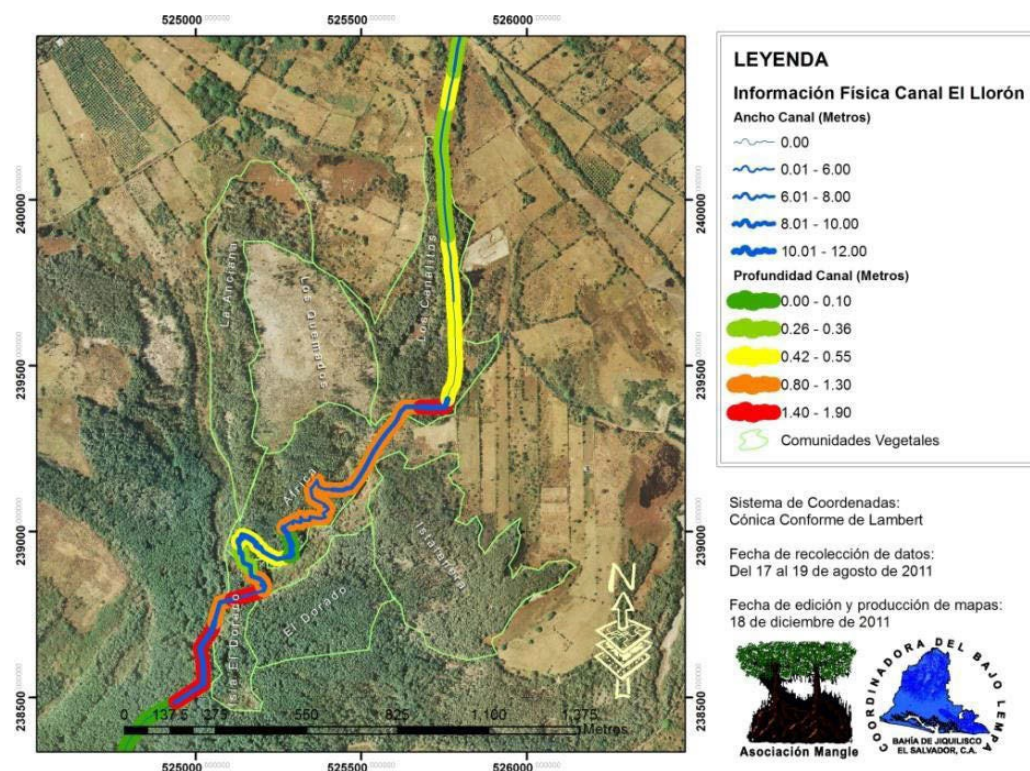 525000 525500 526000
240000
239500
239000
238500
240000
239500
239000
238500
La Anciana
Los Quemados
Los Canalitos
África
Istatenera
El Dorado
Isla El Dorado
N
0 137.5 275 550 825 1,100 1,375
Metros
525000 525500 526000
LEYENDA
Información Física Canal El Llorón
Ancho Canal (Metros)
0.00
0.01 - 6.00
6.01 - 8.00
8.01 - 10.00
10.01 - 12.00
Profundidad Canal (Metros)
0.00 - 0.10
0.26 - 0.36
0.42 - 0.55
0.80 - 1.30
1.40 - 1.90
Comunidades Vegetales
Sistema de Coordenadas:
Cónica Conforme de Lambert
Fecha de recolección de datos:
Del 17 al 19 de agosto de 2011
Fecha de edición y producción de mapas:
18 de diciembre de 2011
Asociación Mangle
COORDINADORA DEL BAJO LEMPA
BAHÍA DE JIQUILISCO
EL SALVADOR, C.A.